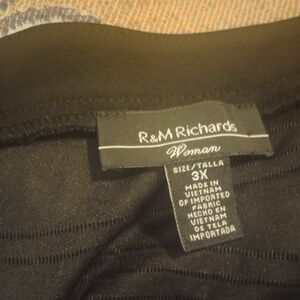 R&M Richards
Woman
SIZE/TALLA
3X
MADE IN
VIETNAM
OF IMPORTED
FABRIC
HECHO EN
VIETNAM
DE TELA
IMPORTADA